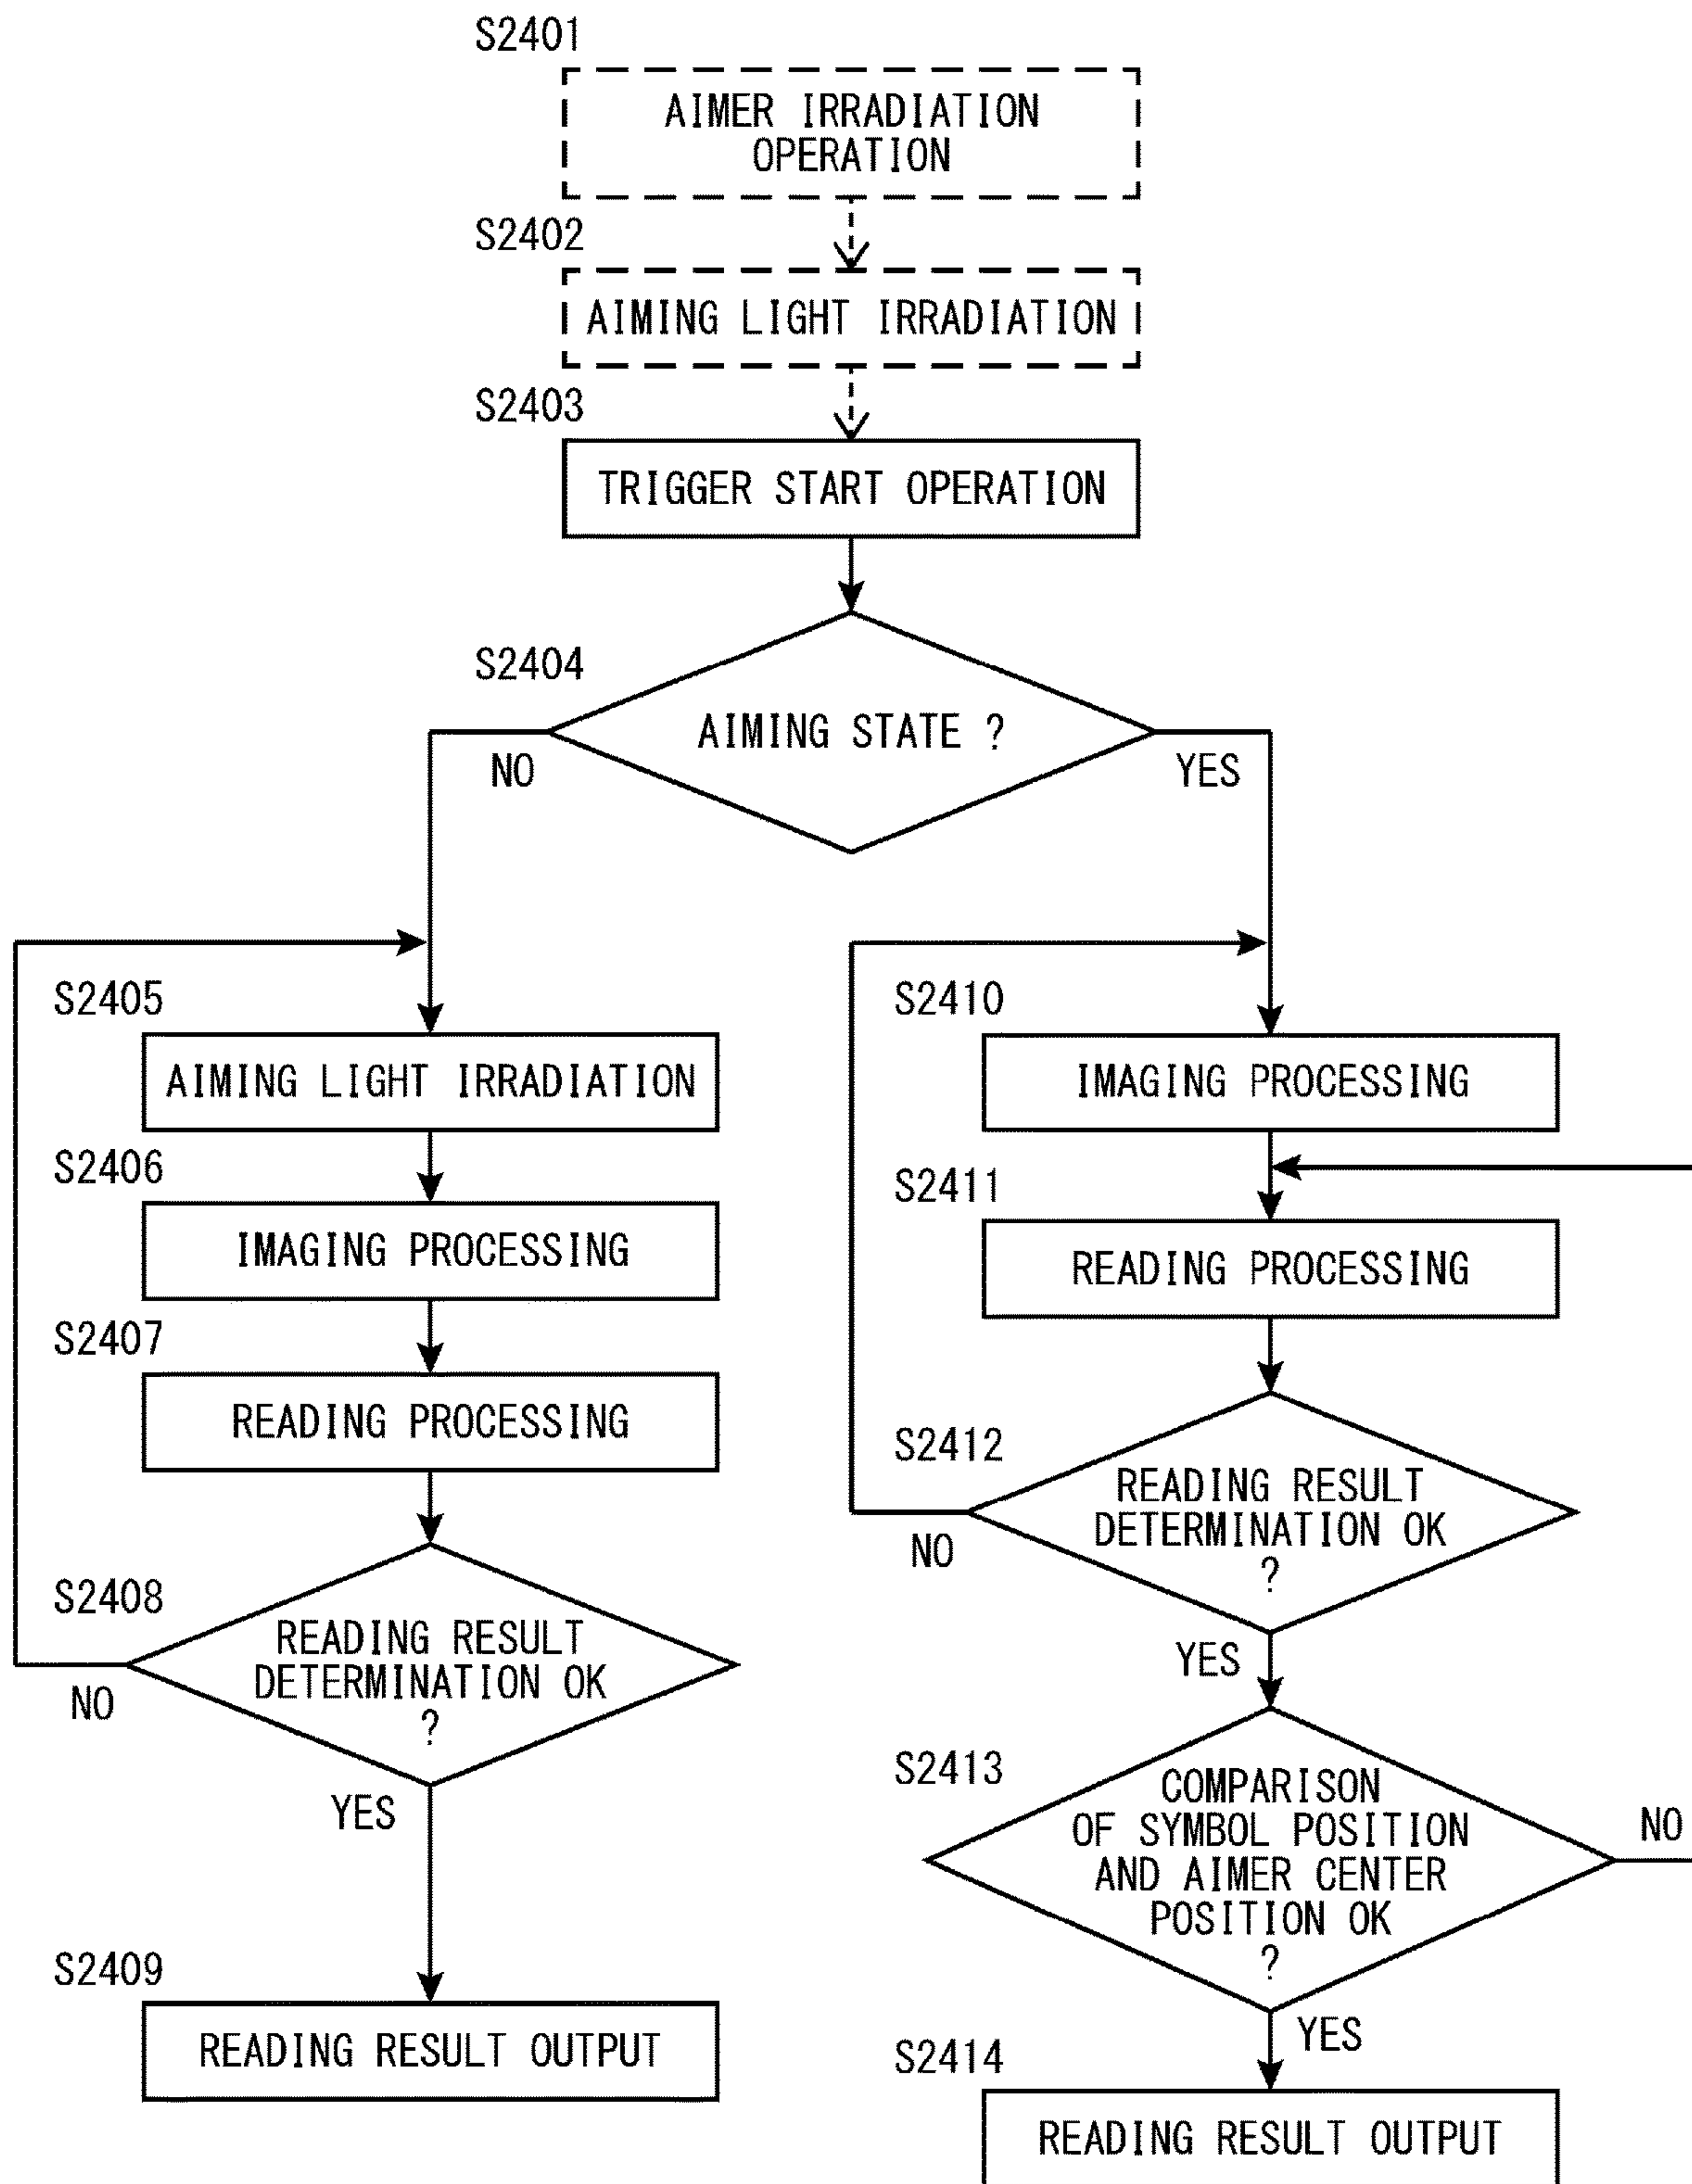 S2401
AIMER IRRADIATION
OPERATION
S2402
AIMING LIGHT IRRADIATION
S2403
TRIGGER START OPERATION
S2404
AIMING STATE ?
NO
YES
S2405
AIMING LIGHT IRRADIATION
S2406
IMAGING PROCESSING
S2407
READING PROCESSING
S2408
READING RESULT
DETERMINATION OK
?
NO
YES
S2409
READING RESULT OUTPUT
S2410
IMAGING PROCESSING
S2411
READING PROCESSING
S2412
READING RESULT
DETERMINATION OK
?
NO
YES
S2413
COMPARISON
OF SYMBOL POSITION
AND AIMER CENTER
POSITION OK
?
NO
YES
S2414
READING RESULT OUTPUT